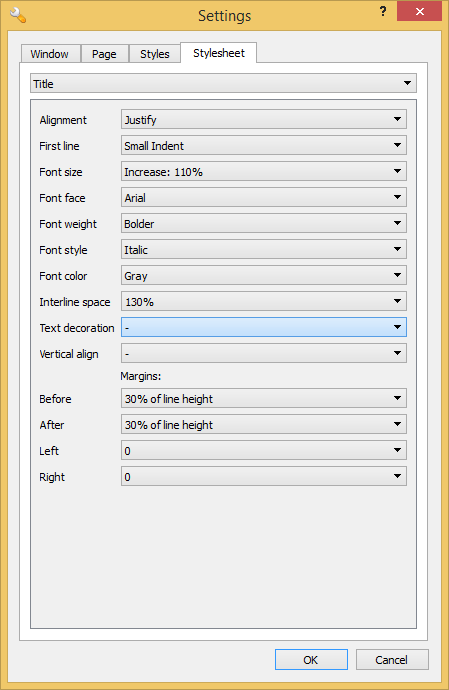 Settings
?
Window Page Styles Stylesheet
Title
Alignment Justify
First line Small Indent
Font size Increase: 110%
Font face Arial
Font weight Bolder
Font style Italic
Font color Gray
Interline space 130%
Text decoration -
Vertical align -
Margins:
Before 30% of line height
After 30% of line height
Left 0
Right 0
OK Cancel